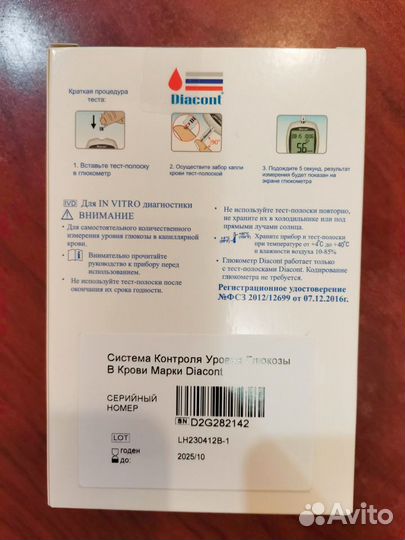 Diacont
Краткая процедура
теста:
IN
IN
90°
5.6
1. Вставьте тест-полоску
в глюкометр
2. Осуществите забор капли
крови тест-полоской
3. Подождите 5 секунд, результат
измерения будет показан на
экране глюкометра
IVD Для IN VITRO диагностики
ВНИМАНИЕ
• Для самостоятельного количественного
измерения уровня глюкозы в капиллярной
крови.
• Внимательно прочитайте
руководство к прибору перед
использованием.
• Не используйте тест-полоски после
окончания их срока годности.
• Не используйте тест-полоски повторно,
не храните их в холодильнике или под
прямыми лучами солнца.
• Храните прибор и тест-полоски
при температуре от +4°C до +40°C
и влажности воздуха 10-85%
• Глюкометр Diacont работает только
с тест-полосками Diacont. Кодирование
глюкометра не требуется.
Регистрационное удостоверение
№ФСЗ 2012/12699 от 07.12.2016г.
Система Контроля Уровня Глюкозы
В Крови Марки Diacont
СЕРИЙНЫЙ
НОМЕР
SN D2G282142
LOT LH230412B-1
годен
до: 2025/10
Avito